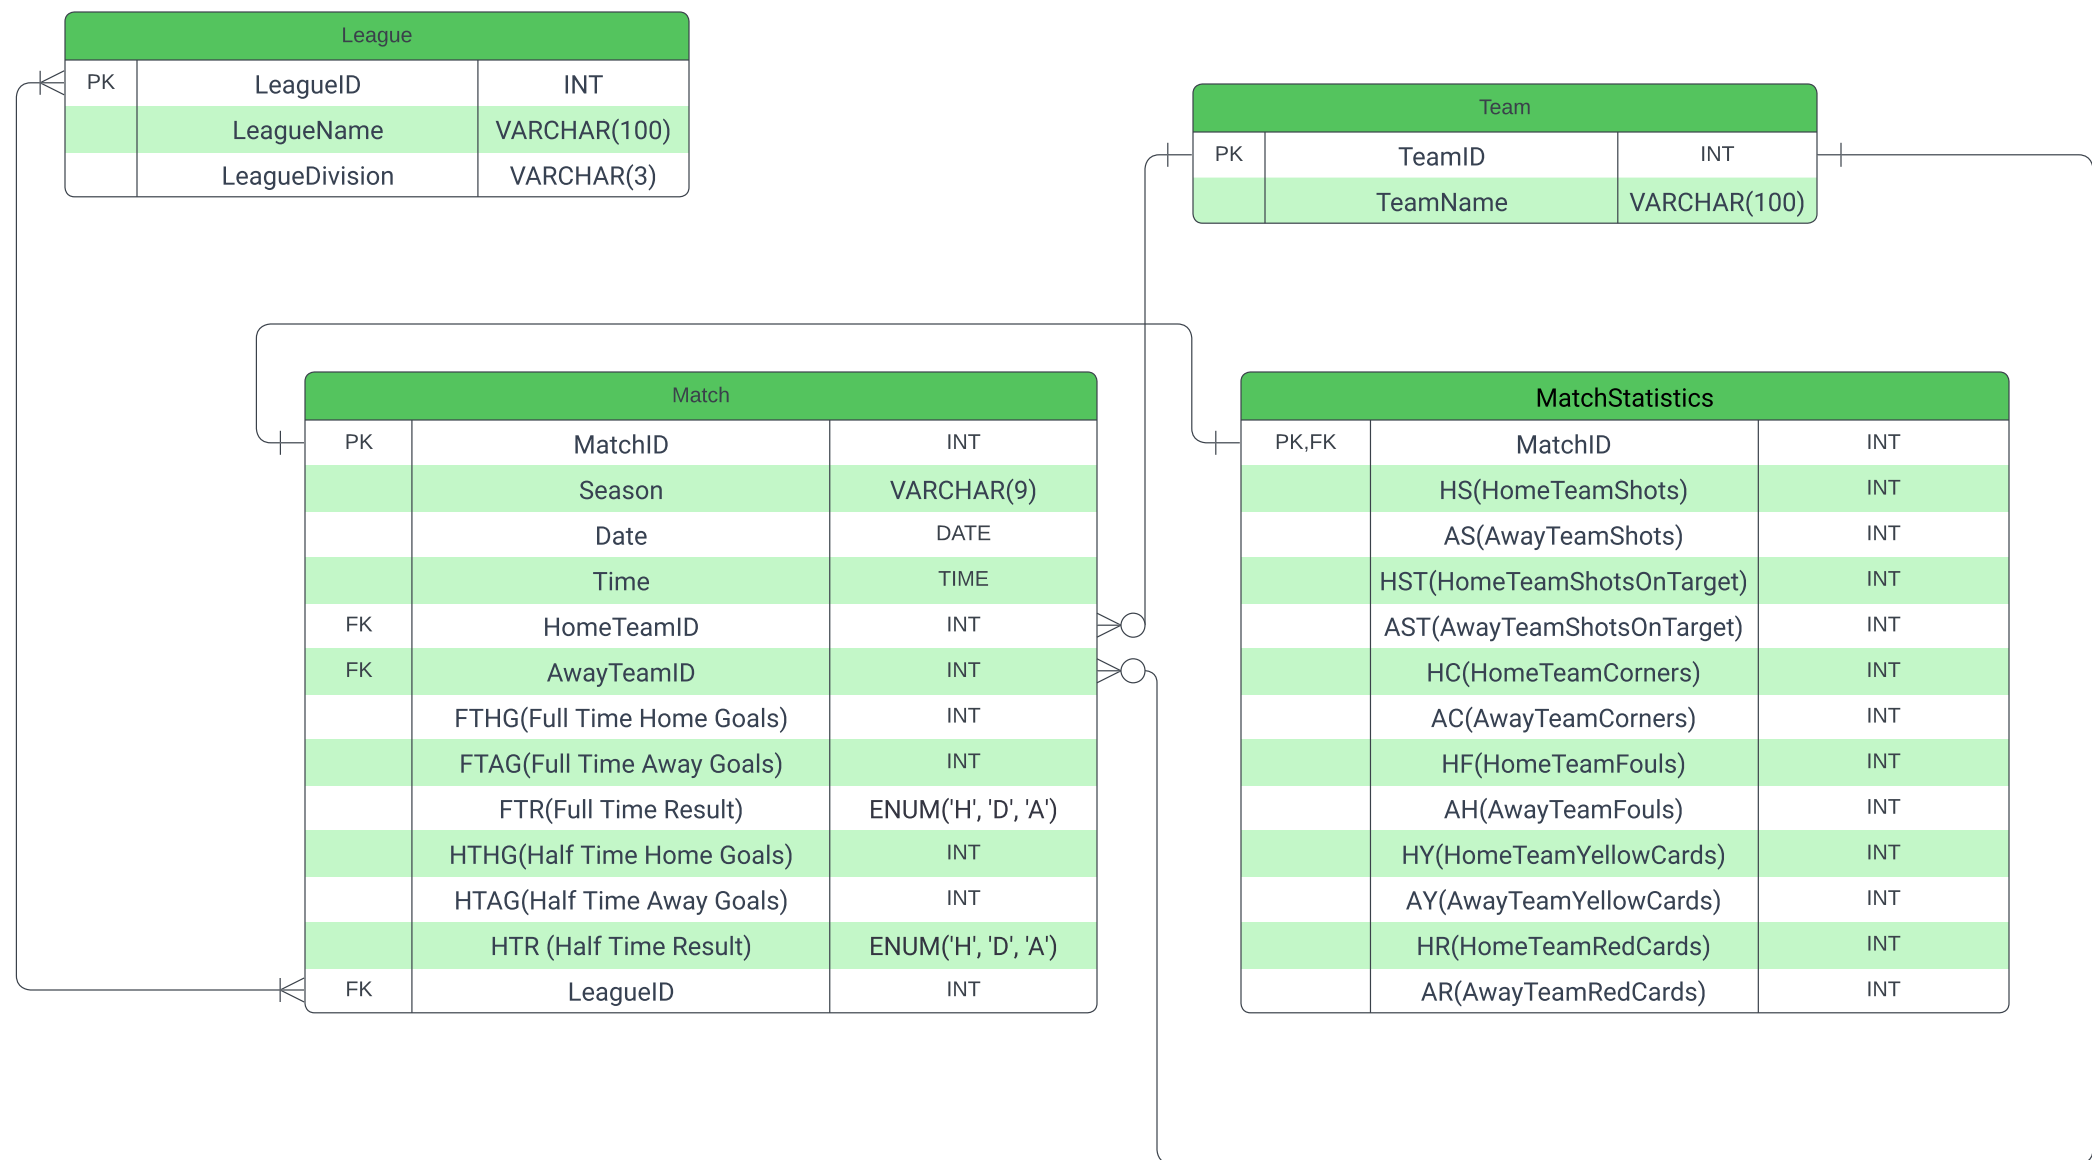 League
PK LeagueID INT
LeagueName VARCHAR(100)
LeagueDivision VARCHAR(3)
Team
PK TeamID INT
TeamName VARCHAR(100)
Match
PK MatchID INT
Season VARCHAR(9)
Date DATE
Time TIME
FK HomeTeamID INT
FK AwayTeamID INT
FTHG(Full Time Home Goals) INT
FTAG(Full Time Away Goals) INT
FTR(Full Time Result) ENUM('H', 'D', 'A')
HTHG(Half Time Home Goals) INT
HTAG(Half Time Away Goals) INT
HTR (Half Time Result) ENUM('H', 'D', 'A')
FK LeagueID INT
MatchStatistics
PK,FK MatchID INT
HS(HomeTeamShots) INT
AS(AwayTeamShots) INT
HST(HomeTeamShotsOnTarget) INT
AST(AwayTeamShotsOnTarget) INT
HC(HomeTeamCorners) INT
AC(AwayTeamCorners) INT
HF(HomeTeamFouls) INT
AH(AwayTeamFouls) INT
HY(HomeTeamYellowCards) INT
AY(AwayTeamYellowCards) INT
HR(HomeTeamRedCards) INT
AR(AwayTeamRedCards) INT